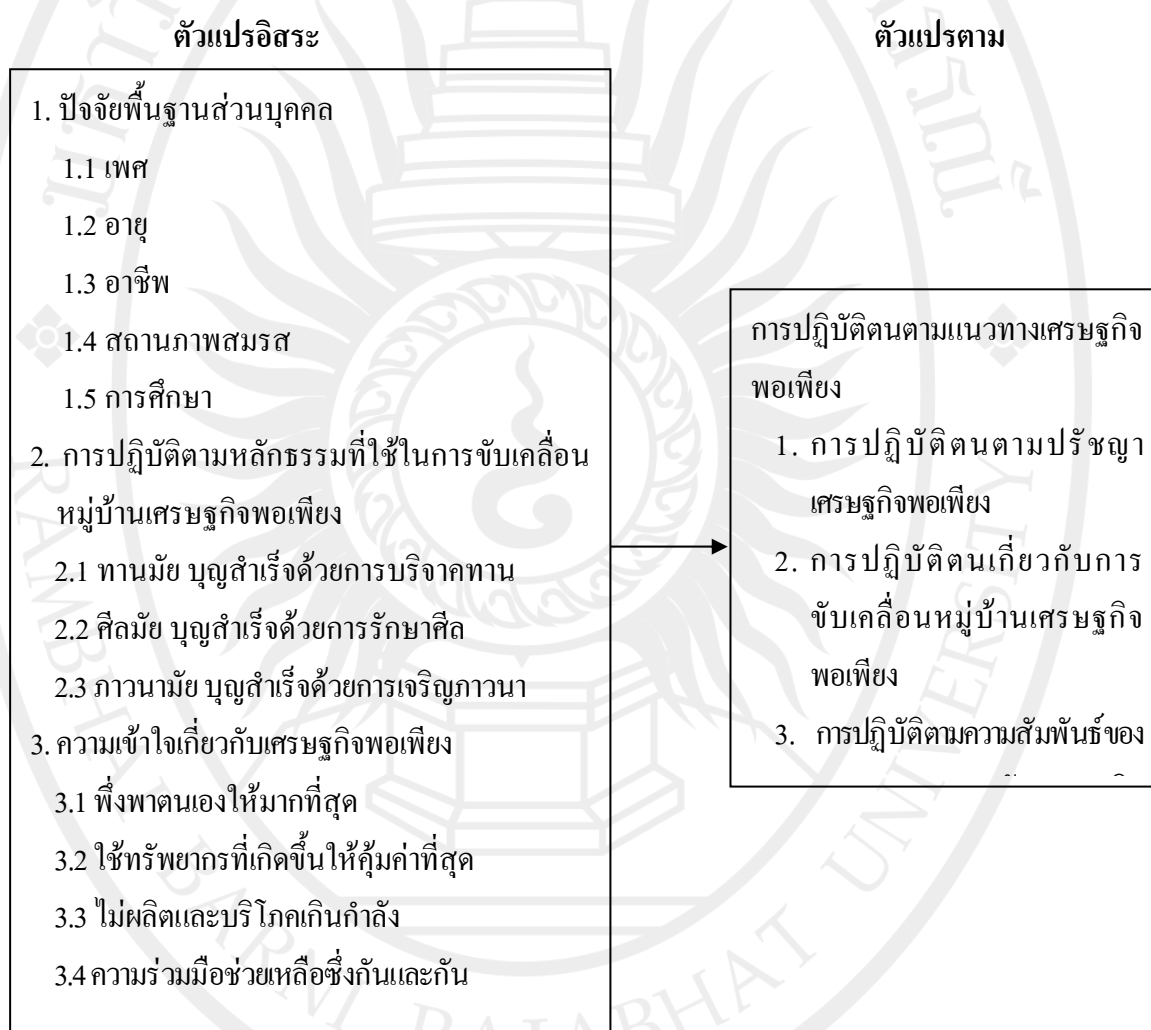 ตัวแปรอิสระ
ตัวแปรตาม
1. ปัจจัยพื้นฐานส่วนบุคคล
1.1 เพศ
1.2 อายุ
1.3 อาชีพ
1.4 สถานภาพสมรส
1.5 การศึกษา
2. การปฏิบัติตามหลักธรรมที่ใช้ในการขับเคลื่อน
หมู่บ้านเศรษฐกิจพอเพียง
2.1 ทานมัย บุญสำเร็จด้วยการบริจาคทาน
2.2 ศีลมัย บุญสำเร็จด้วยการรักษาศีล
2.3 ภาวนามัย บุญสำเร็จด้วยการเจริญภาวนา
3. ความเข้าใจเกี่ยวกับเศรษฐกิจพอเพียง
3.1 พึ่งพาตนเองให้มากที่สุด
3.2 ใช้ทรัพยากรที่เกิดขึ้นให้คุ้มค่าที่สุด
3.3 ไม่ผลิตและบริโภคเกินกำลัง
3.4 ความร่วมมือช่วยเหลือซึ่งกันและกัน
การปฏิบัติตนตามแนวทางเศรษฐกิจ
พอเพียง
1. การปฏิบัติตนตามปรัชญา
เศรษฐกิจพอเพียง
2. การปฏิบัติตนเกี่ยวกับการ
ขับเคลื่อนหมู่บ้านเศรษฐกิจ
พอเพียง
3. การปฏิบัติตามความสัมพันธ์ของ
RAMBHAI BARNI RAJABHAT UNIVERSITY